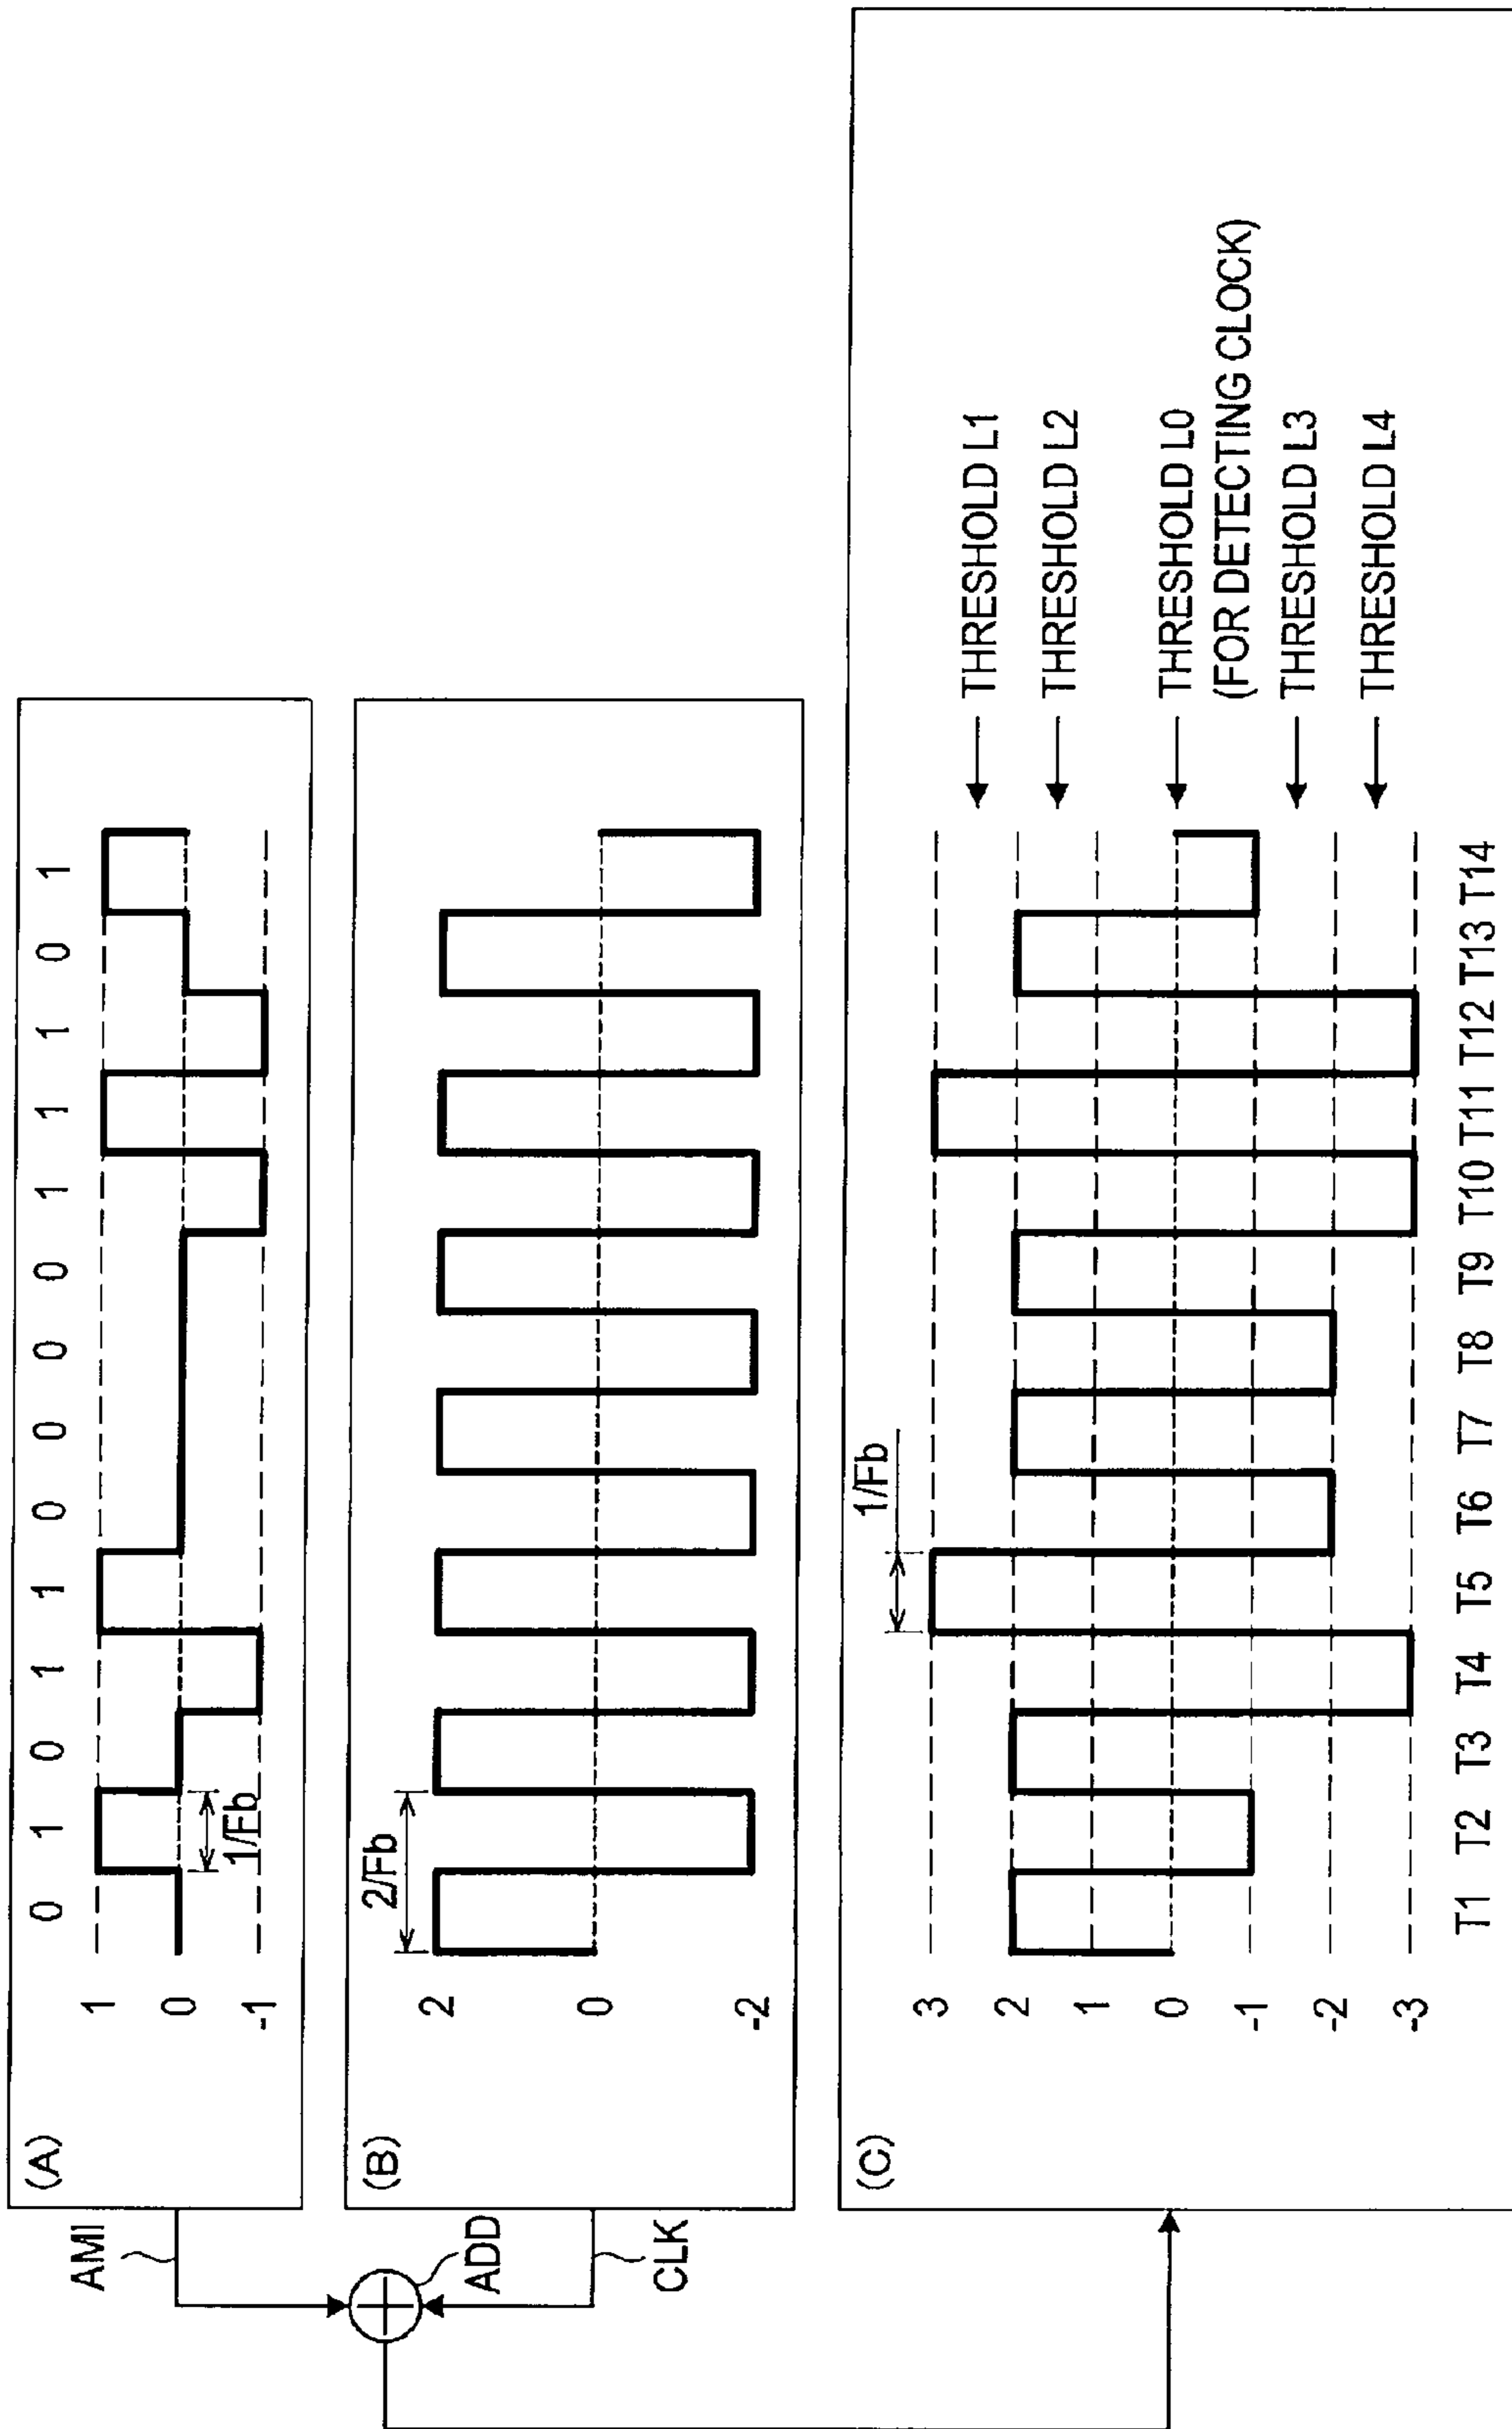 (A)
0 1 0 1 1 0 0 0 0 1 1 1 0 1
1
0
-1
1/Fb
AMI
ADD
CLK
(B)
2/Fb
2
0
-2
(C)
1/Fb
3
2
1
0
-1
-2
-3
THRESHOLD L1
THRESHOLD L2
THRESHOLD L0
(FOR DETECTING CLOCK)
THRESHOLD L3
THRESHOLD L4
T1 T2 T3 T4 T5 T6 T7 T8 T9 T10 T11 T12 T13 T14